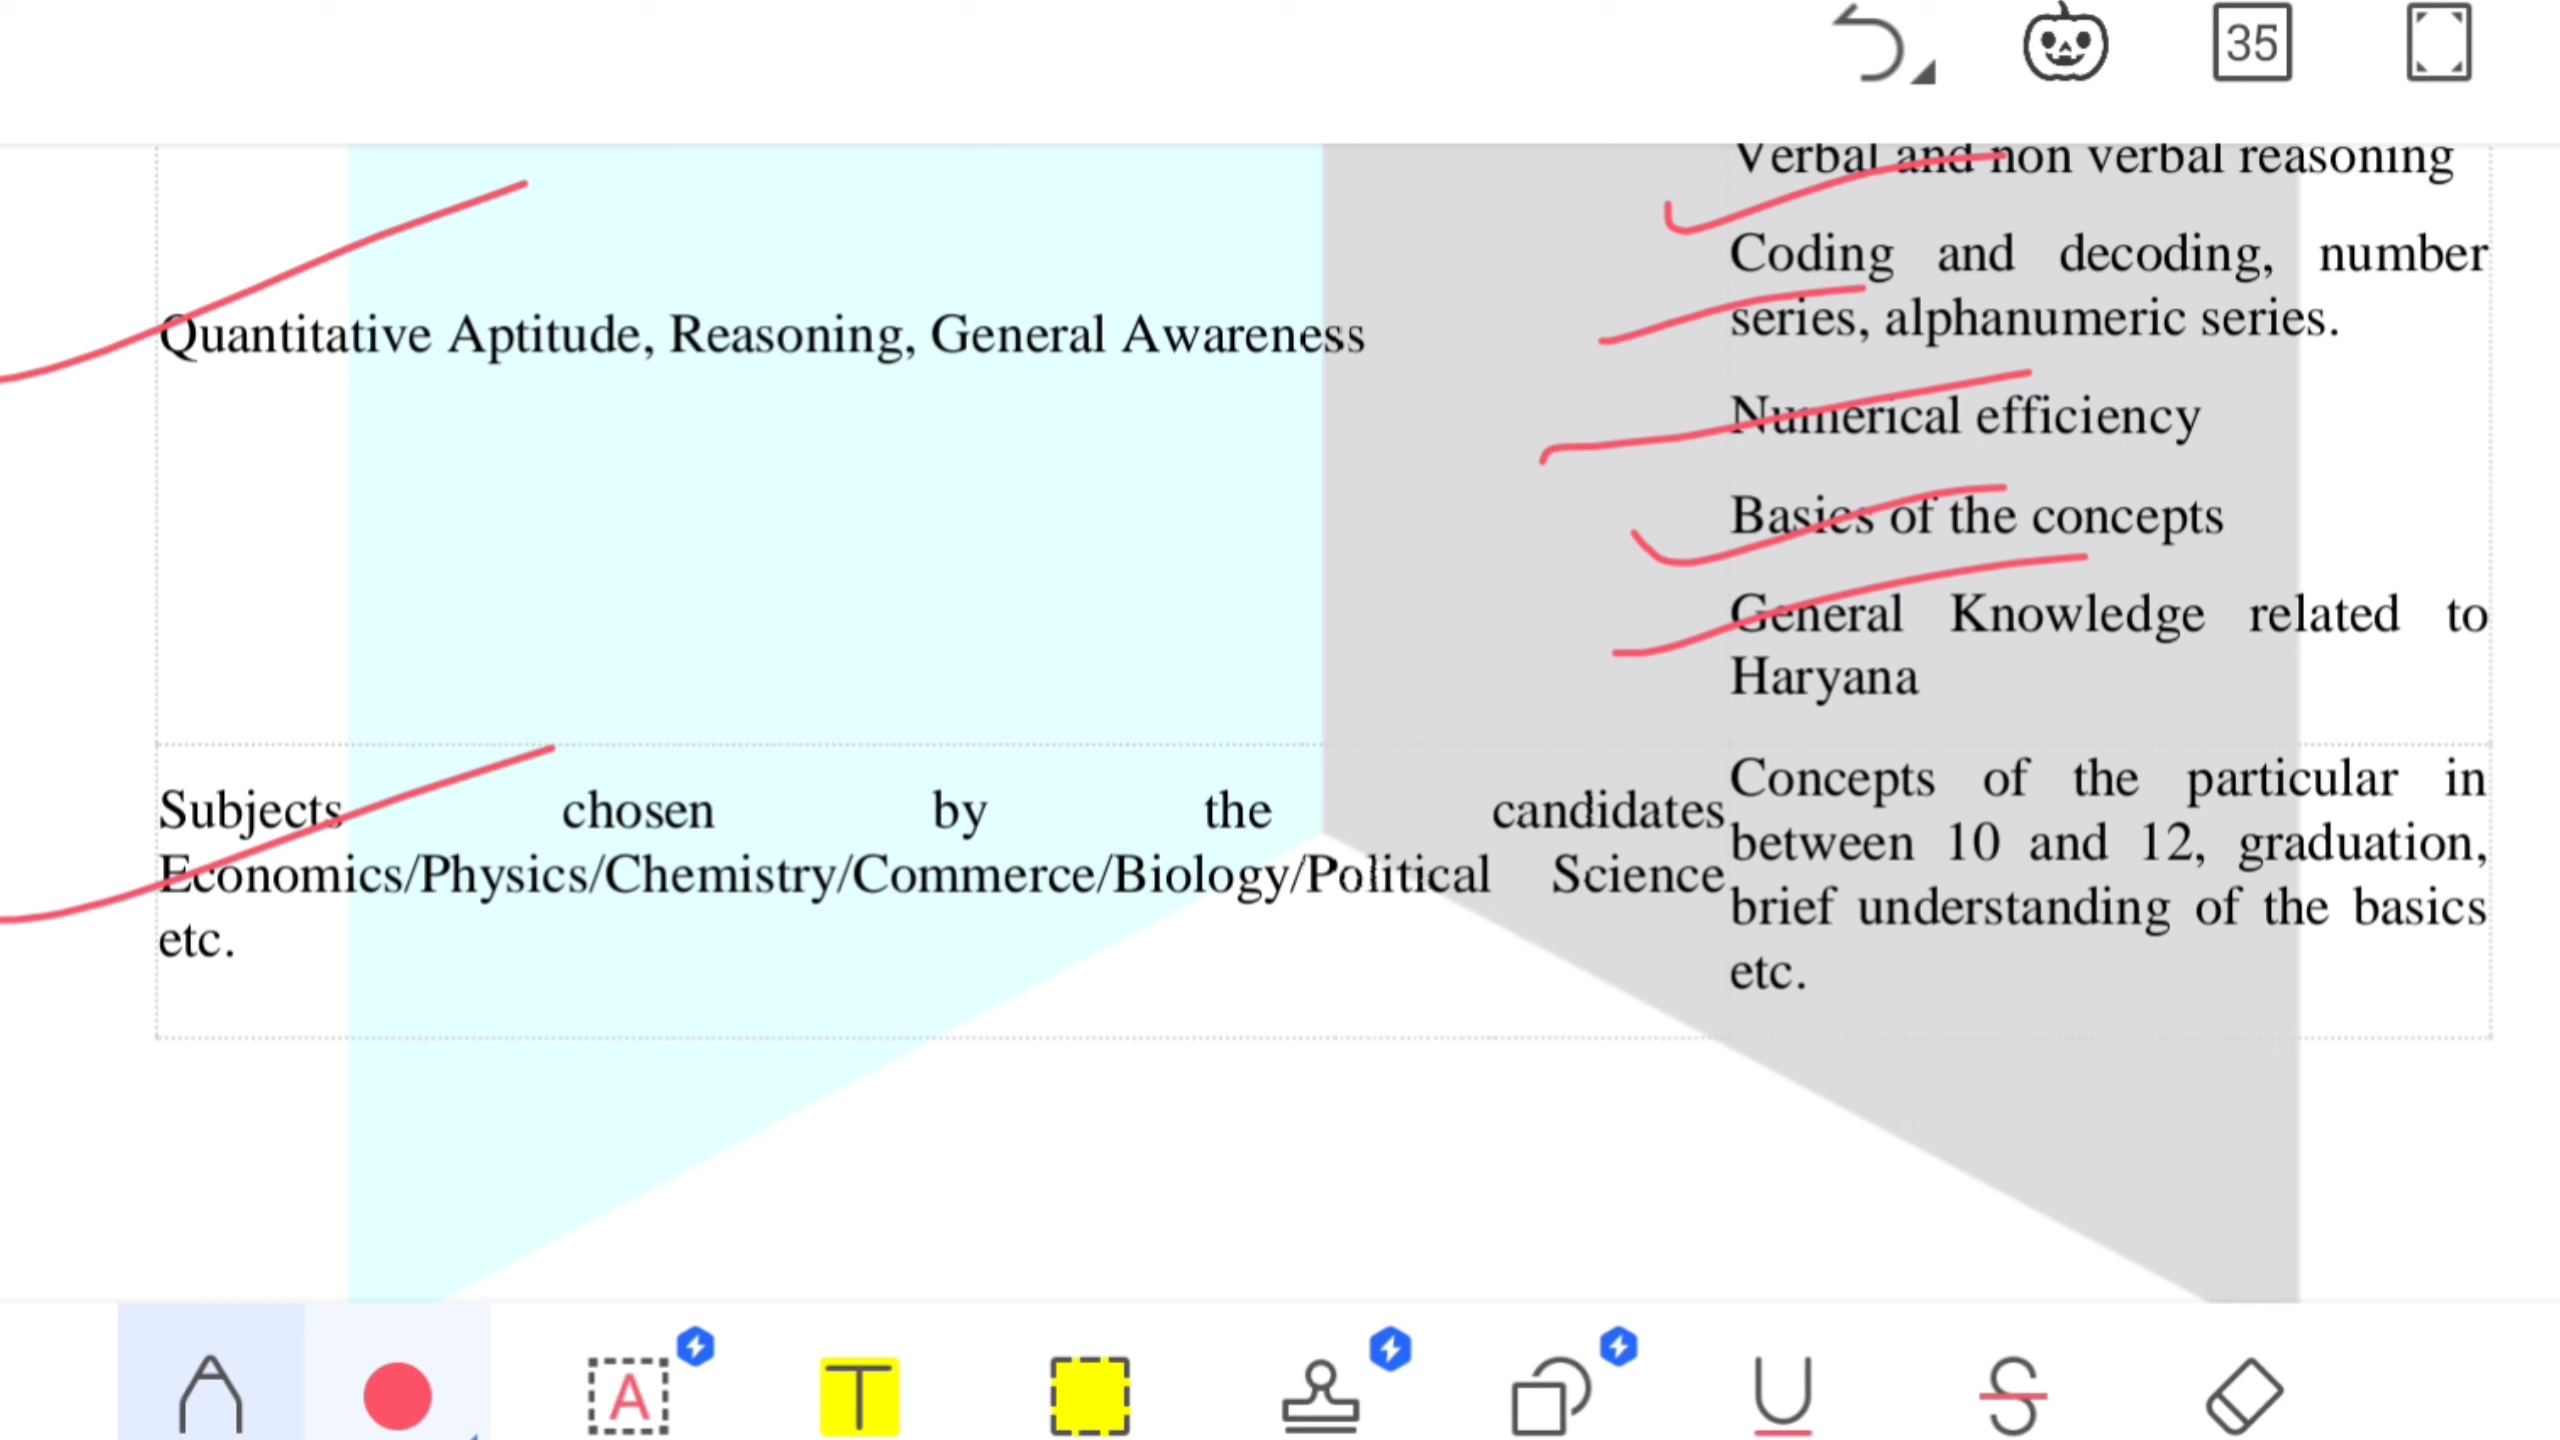 35
Verbal and non verbal reasoning
Coding and decoding, number
series, alphanumeric series.
Quantitative Aptitude, Reasoning, General Awareness
Numerical efficiency
Basics of the concepts
General Knowledge related to
Haryana
Subjects chosen by the candidates
Economics/Physics/Chemistry/Commerce/Biology/Political Science
etc.
Concepts of the particular in
between 10 and 12, graduation,
brief understanding of the basics
etc.
A T U S